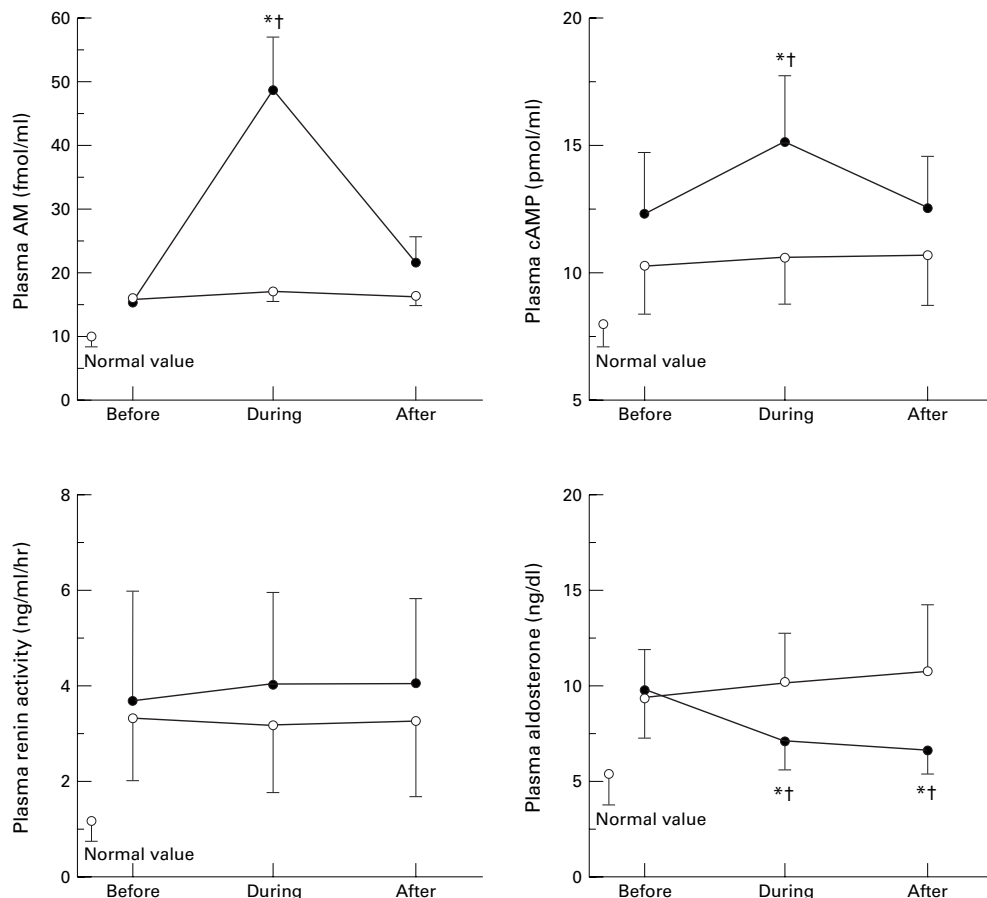 Plasma AM (fmol/ml)
60
50
40
30
20
10
0
*†
Normal value
Before During After
Plasma cAMP (pmol/ml)
20
15
10
5
*†
Normal value
Before During After
Plasma renin activity (ng/ml/hr)
8
6
4
2
0
Normal value
Before During After
Plasma aldosterone (ng/dl)
20
15
10
5
0
*†
*†
Normal value
Before During After